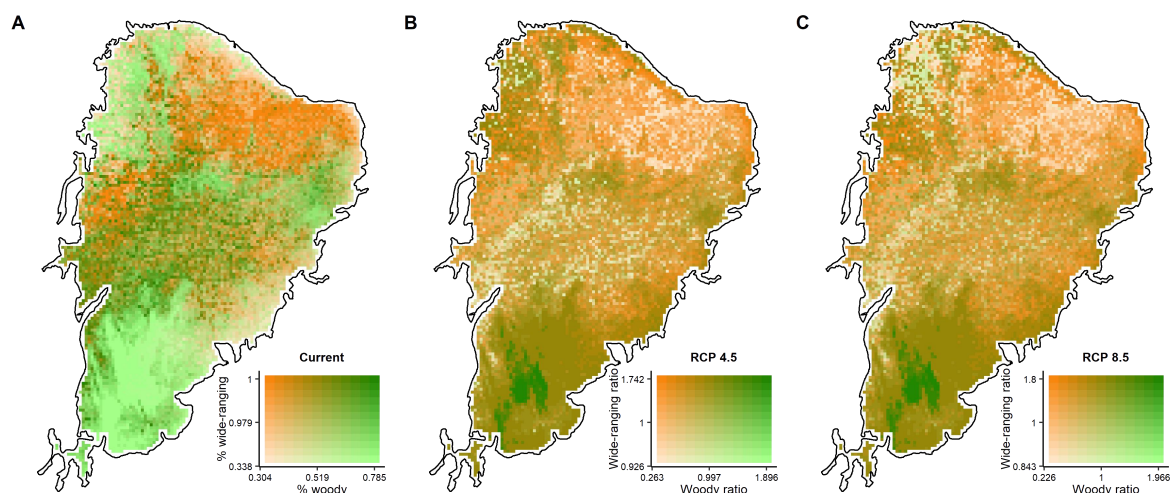 A
B
C
Current
% wide-ranging
1
0.979
0.338
0.304
0.519
0.785
% woody
RCP 4.5
Wide-ranging ratio
1.742
1
0.926
0.263
0.997
1.896
Woody ratio
RCP 8.5
Wide-ranging ratio
1.8
1
0.843
0.226
1
1.966
Woody ratio